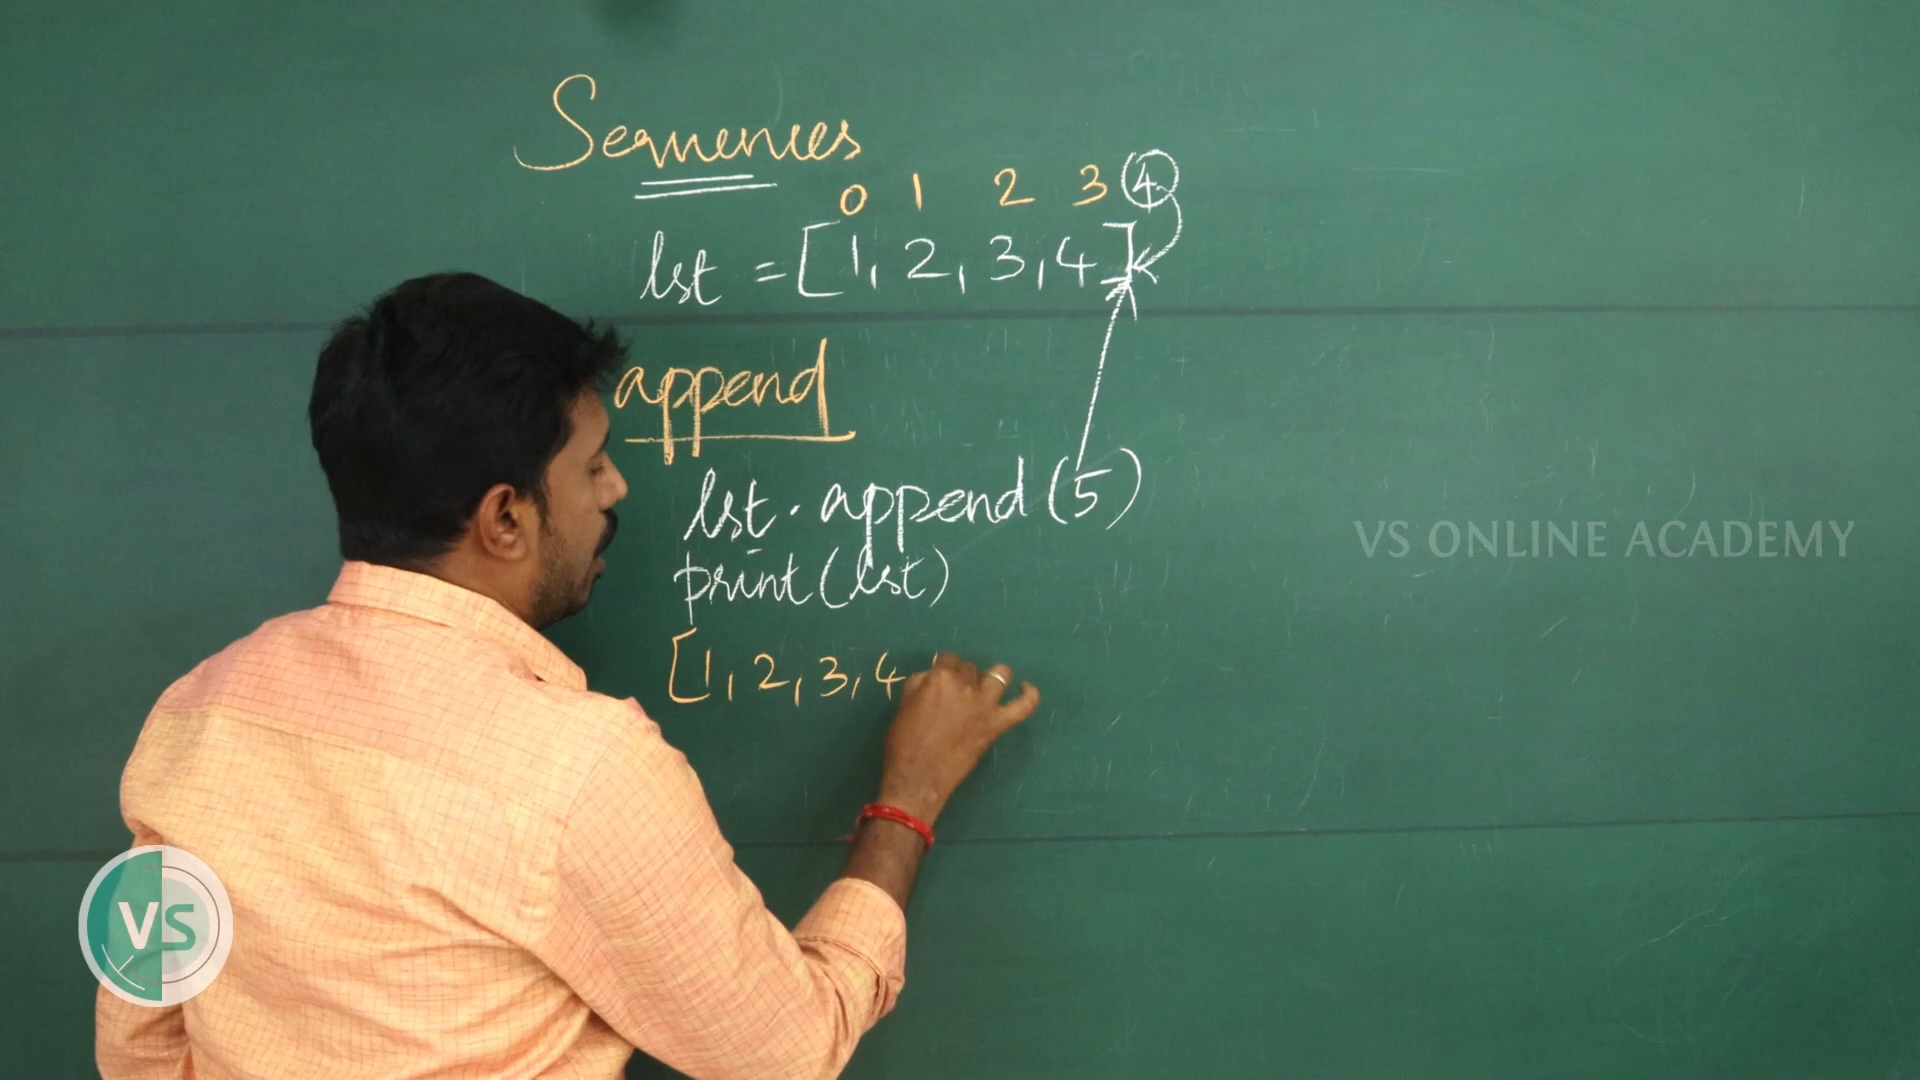 Sequences
0 1 2 3 4
lst = [1, 2, 3, 4]
append
lst.append(5)
print(lst)
[1, 2, 3, 4
VS ONLINE ACADEMY
VS